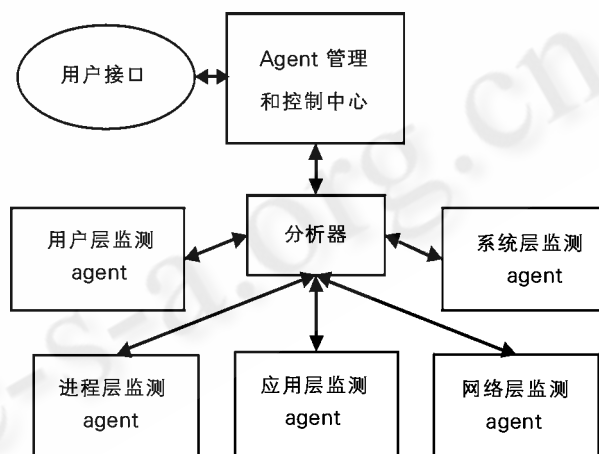 用户接口
Agent 管理
和控制中心
分析器
用户层监测
agent
系统层监测
agent
进程层监测
agent
应用层监测
agent
网络层监测
agent
-s-a.org.cn